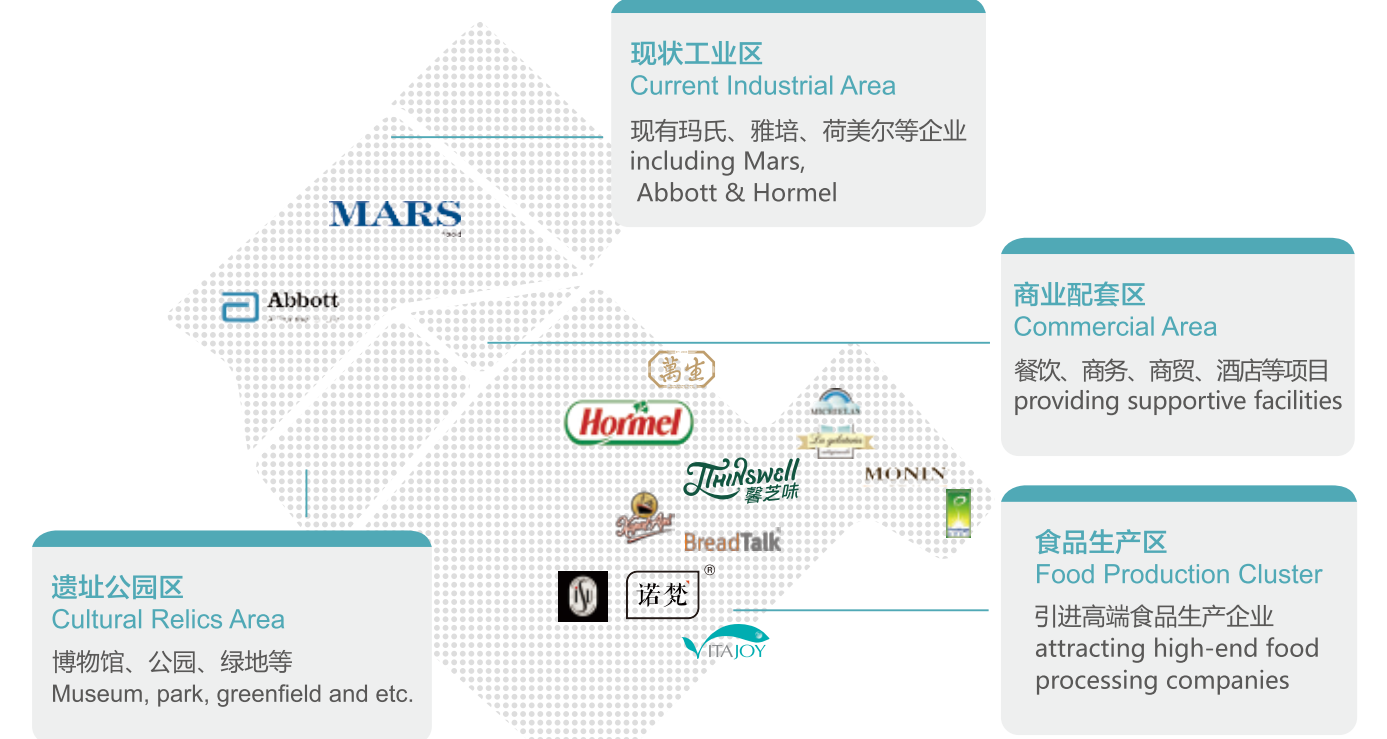 现状工业区
Current Industrial Area
现有玛氏、雅培、荷美尔等企业
including Mars,
Abbott & Hormel
MARS
food
Abbott
商业配套区
Commercial Area
餐饮、商务、商贸、酒店等项目
providing supportive facilities
萬生
Hormel
La gelateria
THINSWELL
馨芝味
MONIN
BreadTalk®
诺梵®
VITAJOY
食品生产区
Food Production Cluster
引进高端食品生产企业
attracting high-end food
processing companies
遗址公园区
Cultural Relics Area
博物馆、公园、绿地等
Museum, park, greenfield and etc.